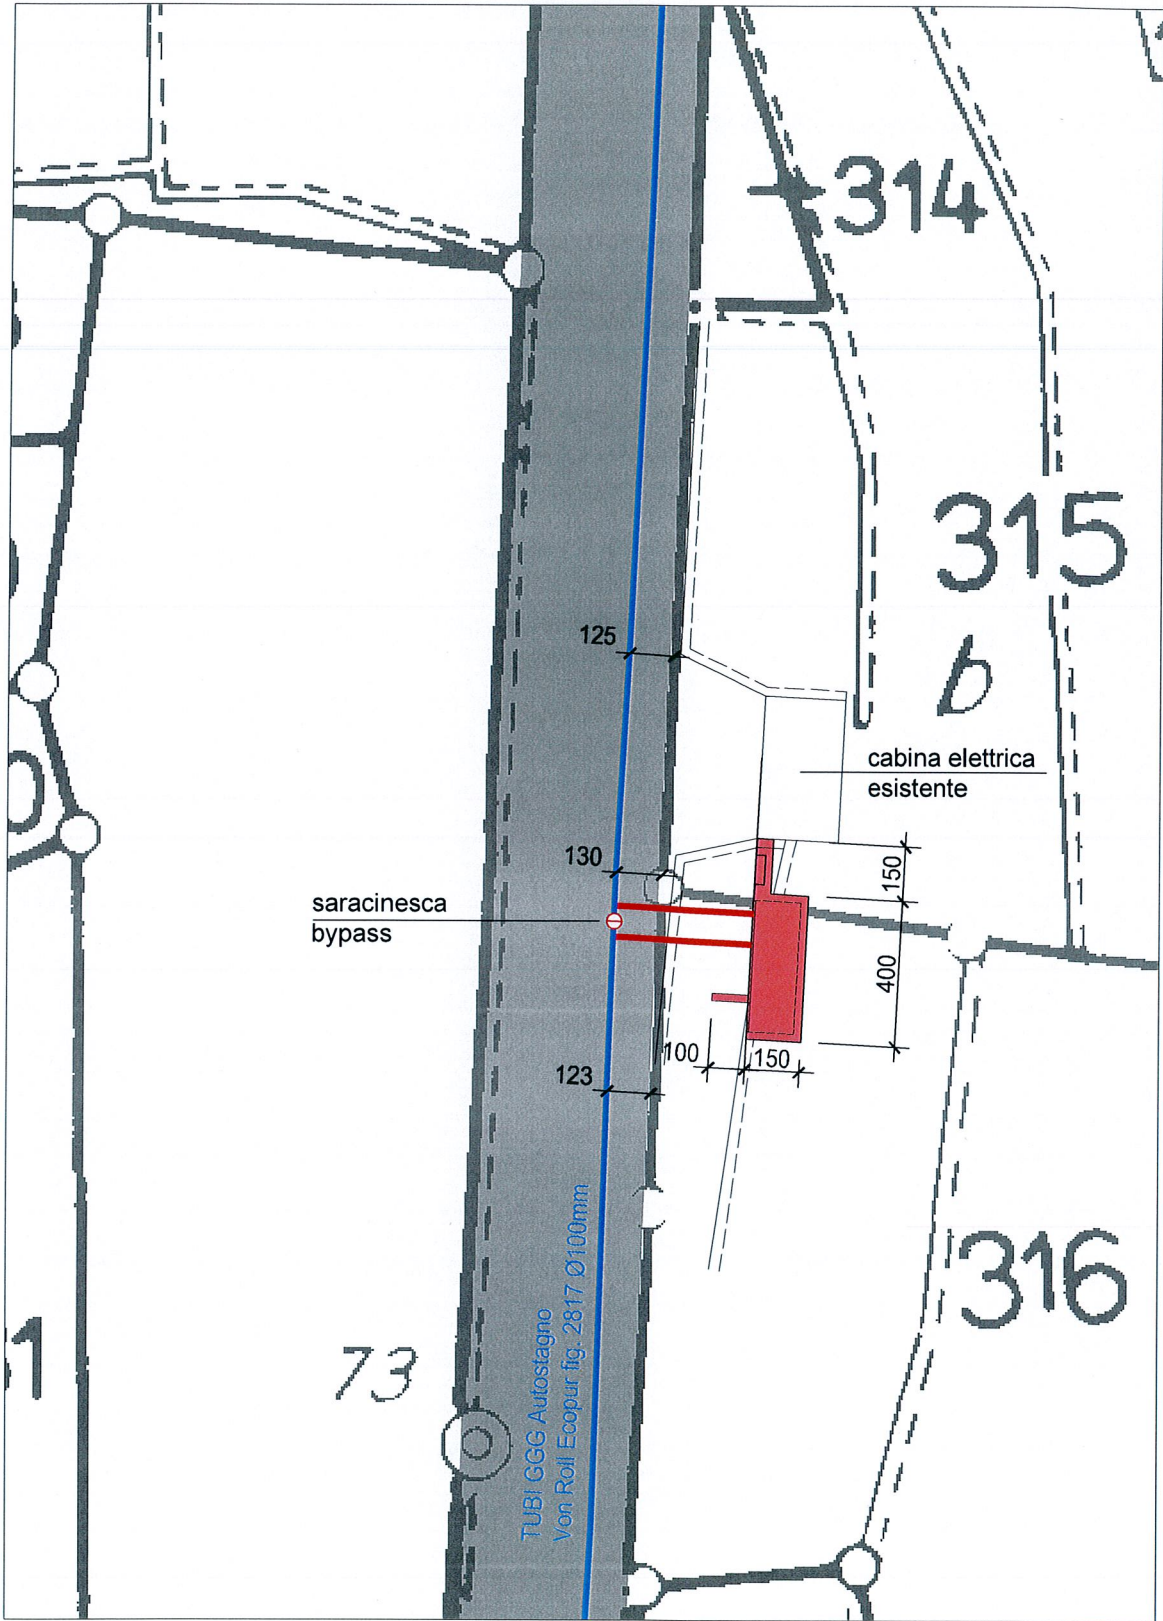 314
315
b
125
cabina elettrica
esistente
130
150
saracinesca
bypass
400
100
150
123
TUBI GGG Autostagno
Von Roll Ecopur fig. 2817 Ø100mm
316
73
1